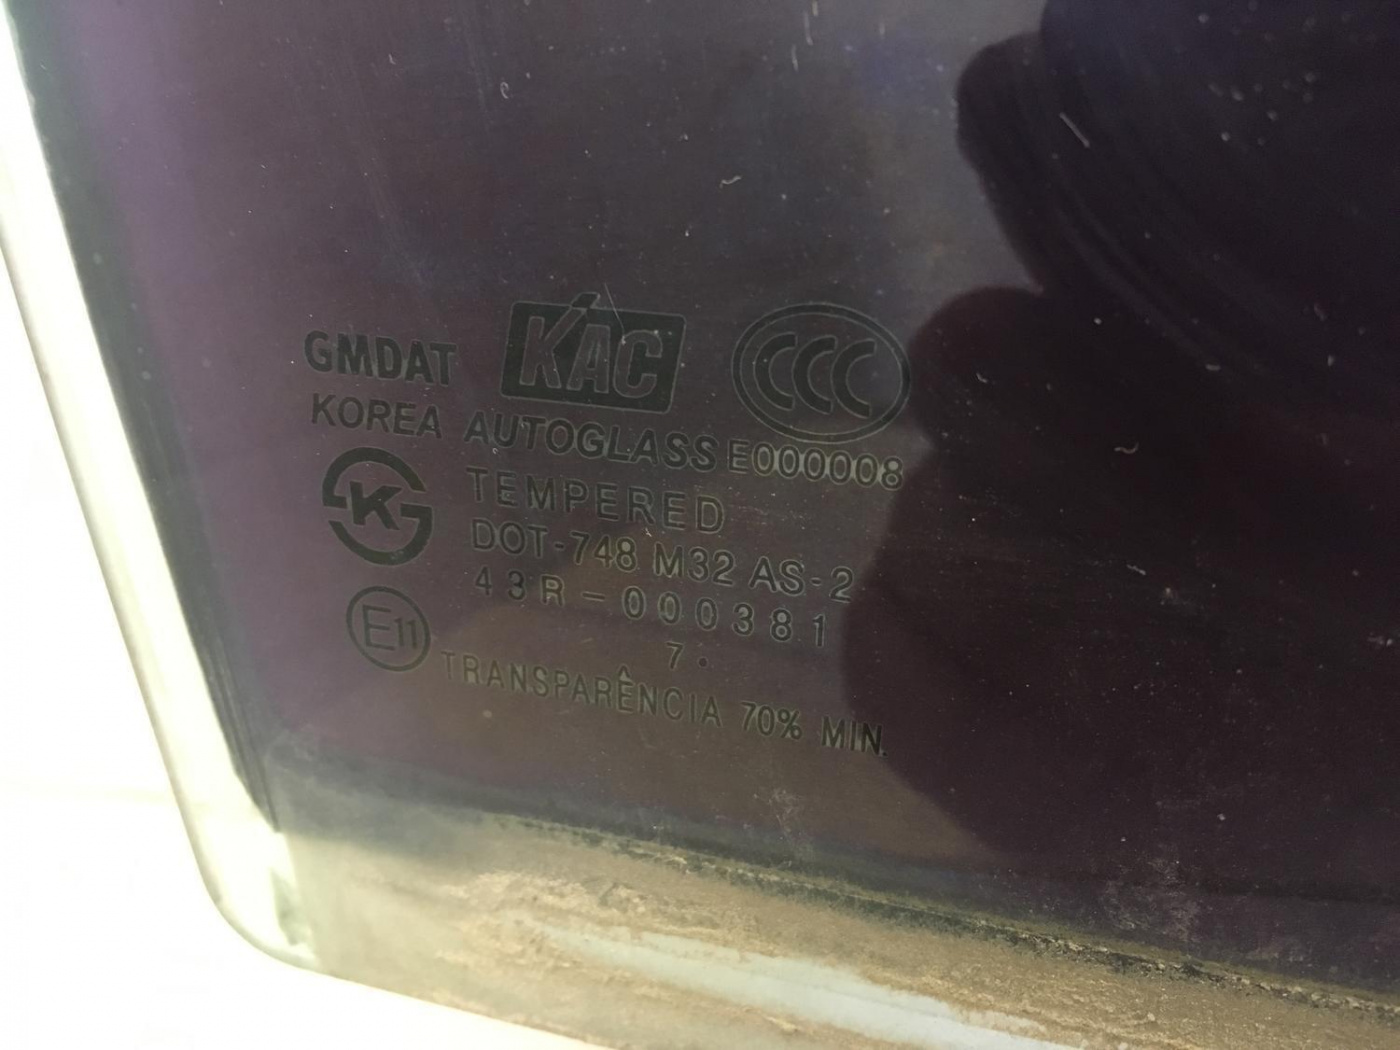 GMDAT KAC CCC
KOREA AUTOGLASS E000008
K TEMPERED
DOT-748 M32 AS-2
43R-000381
E11 7.
TRANSPARÊNCIA 70% MIN.